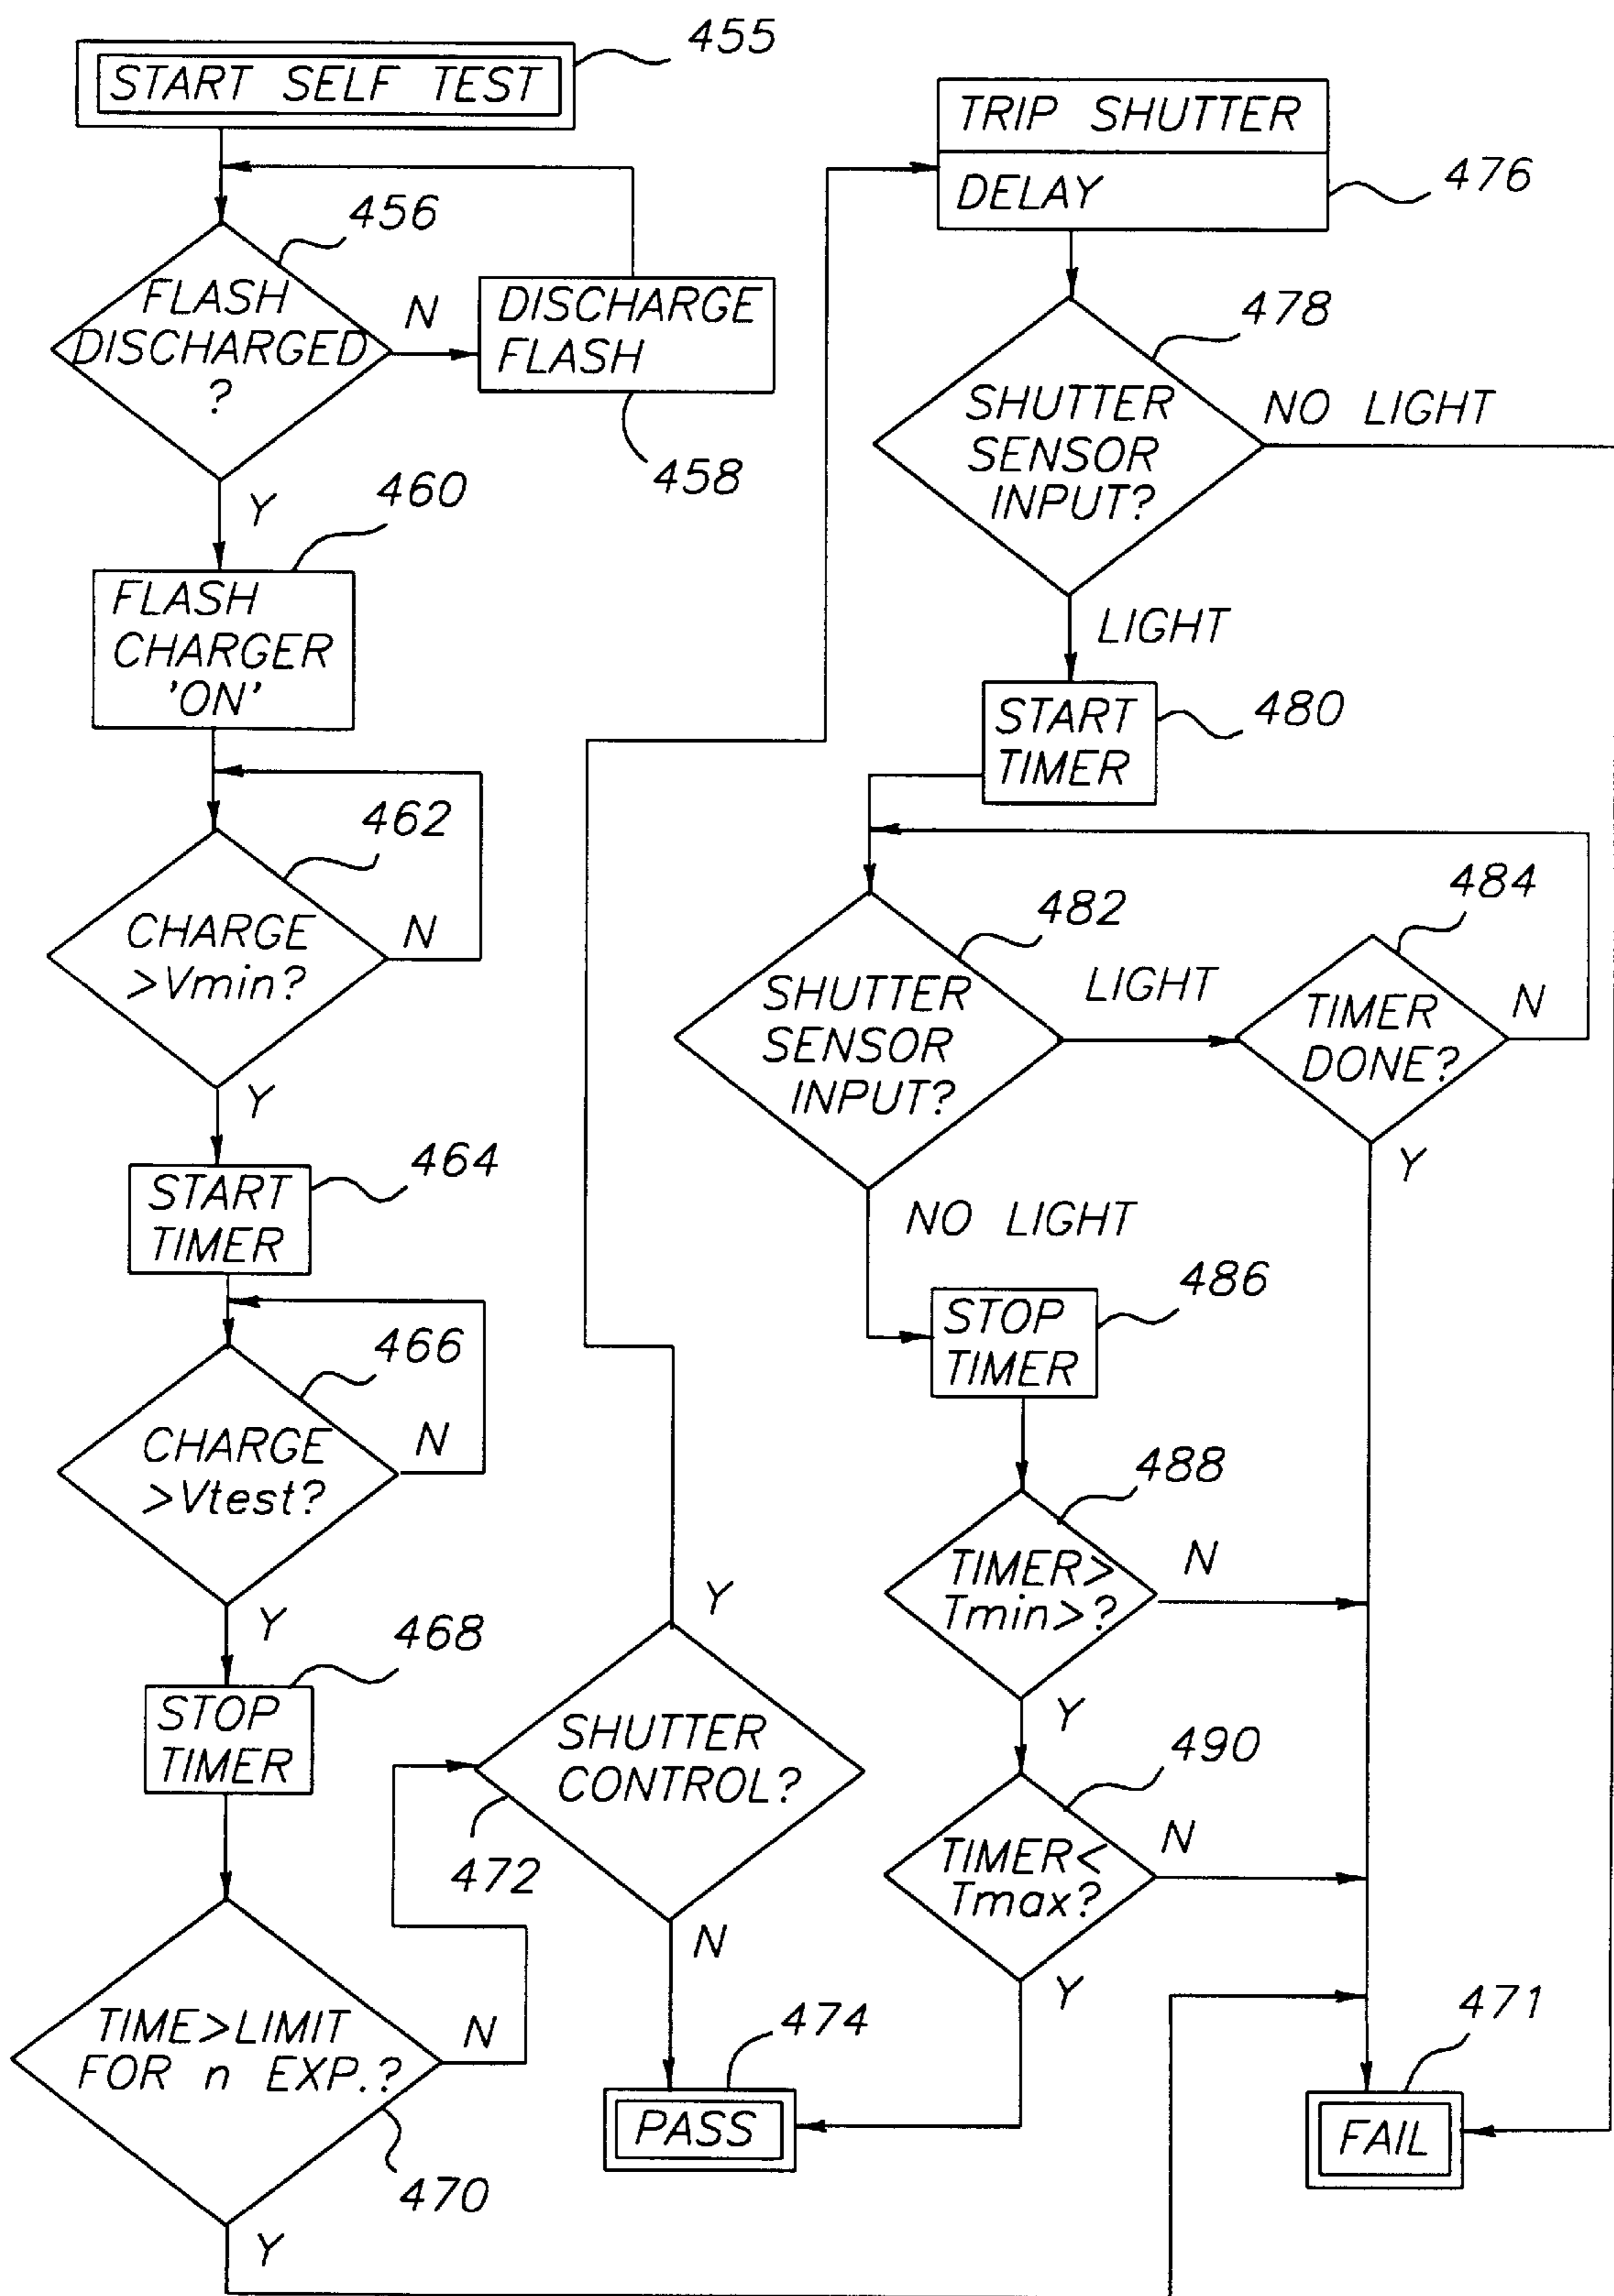 455
START SELF TEST
456
FLASH
DISCHARGED
?
N
DISCHARGE
FLASH
458
Y
460
FLASH
CHARGER
'ON'
462
CHARGE
>Vmin?
N
Y
464
START
TIMER
466
CHARGE
>Vtest?
N
Y
468
STOP
TIMER
TIME>LIMIT
FOR n EXP.?
N
470
Y
Y
SHUTTER
CONTROL?
472
N
474
PASS
TRIP SHUTTER
DELAY
476
478
SHUTTER
SENSOR
INPUT?
NO LIGHT
LIGHT
START
TIMER
480
482
SHUTTER
SENSOR
INPUT?
LIGHT
484
TIMER
DONE?
N
Y
NO LIGHT
486
STOP
TIMER
488
TIMER>
Tmin>?
N
Y
490
TIMER<
Tmax?
N
Y
471
FAIL